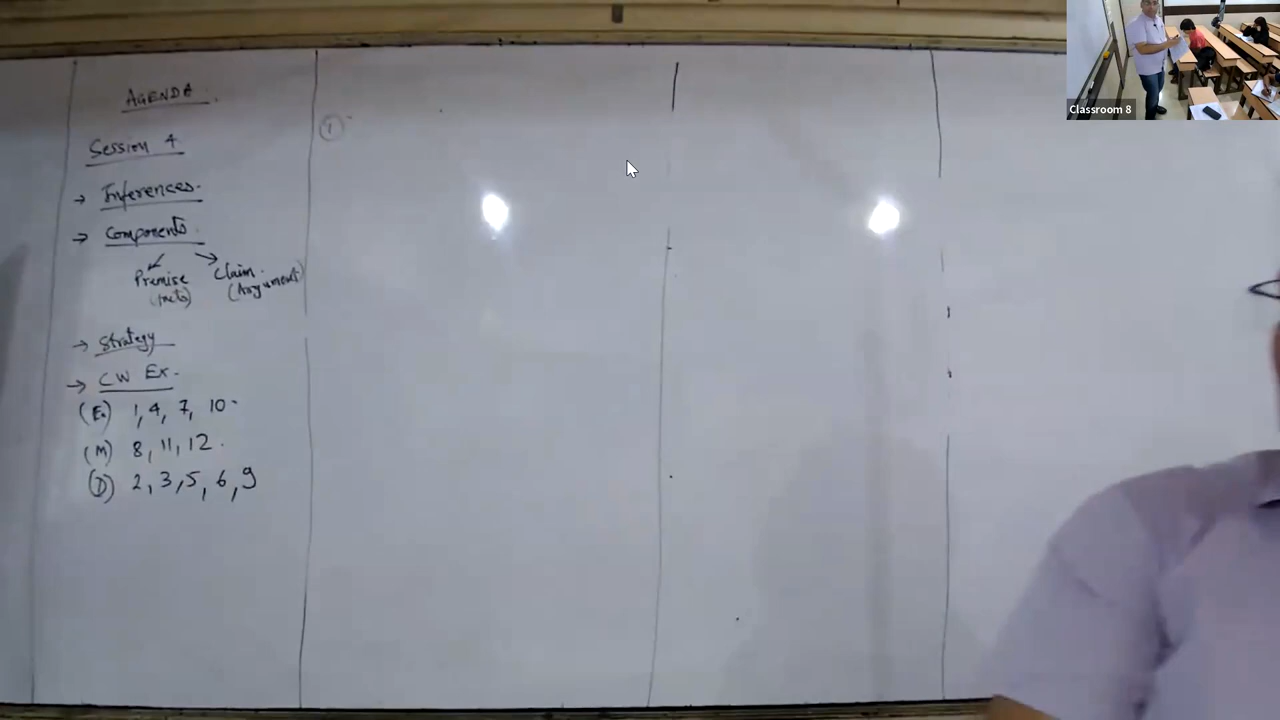 AGENDA
Session 4
→ Inferences.
→ Components
Premise
Claim
(Argument)
→ Strategy
→ CW Ex.
(E) 1, 4, 7, 10
(M) 8, 11, 12
(D) 2, 3, 5, 6, 9
①
Classroom 8